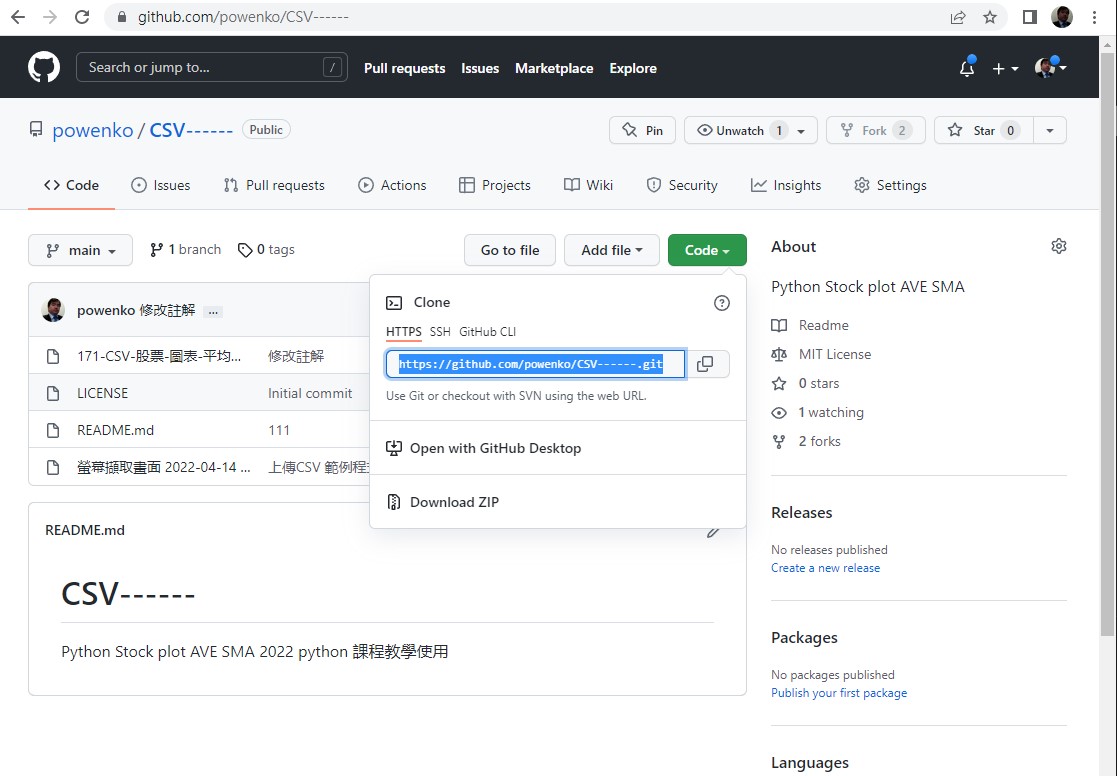 github.com/powenko/CSV------
Search or jump to... /
Pull requests Issues Marketplace Explore
powenko / CSV------ Public
Pin
Unwatch 1
Fork 2
Star 0
Code Issues Pull requests Actions Projects Wiki Security Insights Settings
main 1 branch 0 tags
Go to file Add file Code
powenko 修改註解 ...
171-CSV-股票-圖表-平均... 修改註解
LICENSE Initial commit
README.md 111
螢幕擷取畫面 2022-04-14 ... 上傳CSV 範例程
Clone
HTTPS SSH GitHub CLI
https://github.com/powenko/CSV------.git
Use Git or checkout with SVN using the web URL.
Open with GitHub Desktop
Download ZIP
README.md
CSV------
Python Stock plot AVE SMA 2022 python 課程教學使用
About
Python Stock plot AVE SMA
Readme
MIT License
0 stars
1 watching
2 forks
Releases
No releases published
Create a new release
Packages
No packages published
Publish your first package
Languages